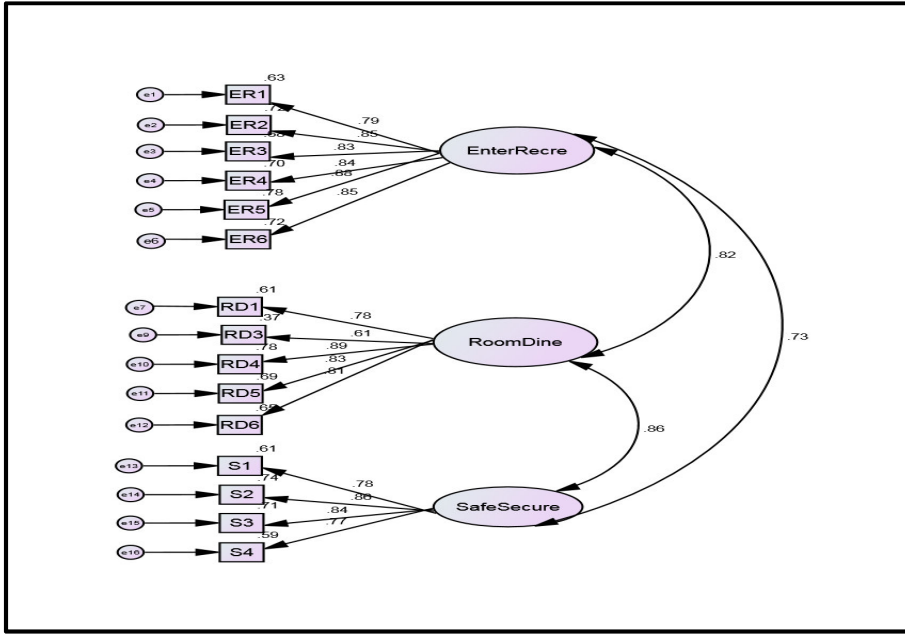 .63
e1 ER1
.72
e2 ER2
.68
e3 ER3
.70
e4 ER4
.78
e5 ER5
.72
e6 ER6
.79
.85
.83
.84
.88
.85
EnterRecre
.82
.73
.61
e7 RD1
.37
e9 RD3
.78
e10 RD4
.69
e11 RD5
.65
e12 RD6
.78
.61
.89
.83
.81
RoomDine
.86
.61
e13 S1
.74
e14 S2
.71
e15 S3
.59
e16 S4
.78
.86
.84
.77
SafeSecure